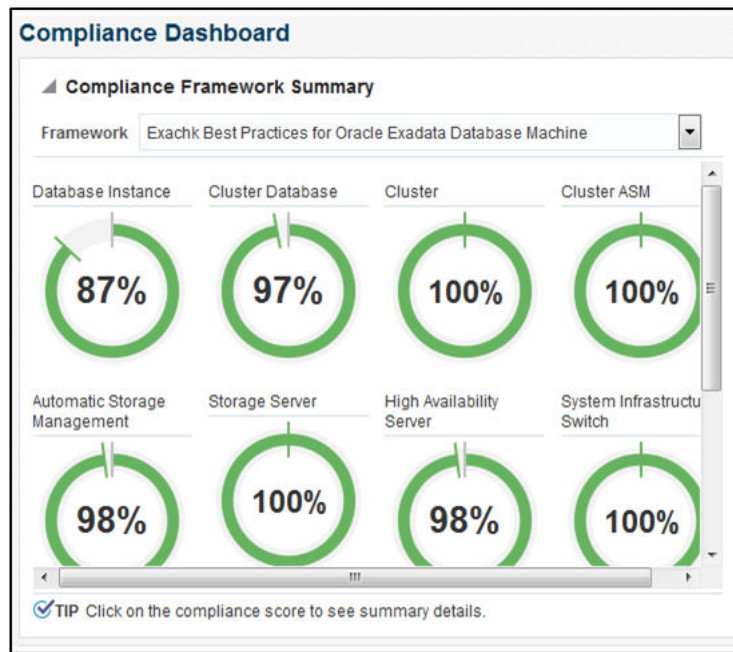 Compliance Dashboard
Compliance Framework Summary
Framework Exachk Best Practices for Oracle Exadata Database Machine
Database Instance Cluster Database Cluster Cluster ASM
87% 97% 100% 100%
Automatic Storage Storage Server High Availability System Infrastructu
Management Server Switch
98% 100% 98% 100%
TIP Click on the compliance score to see summary details.